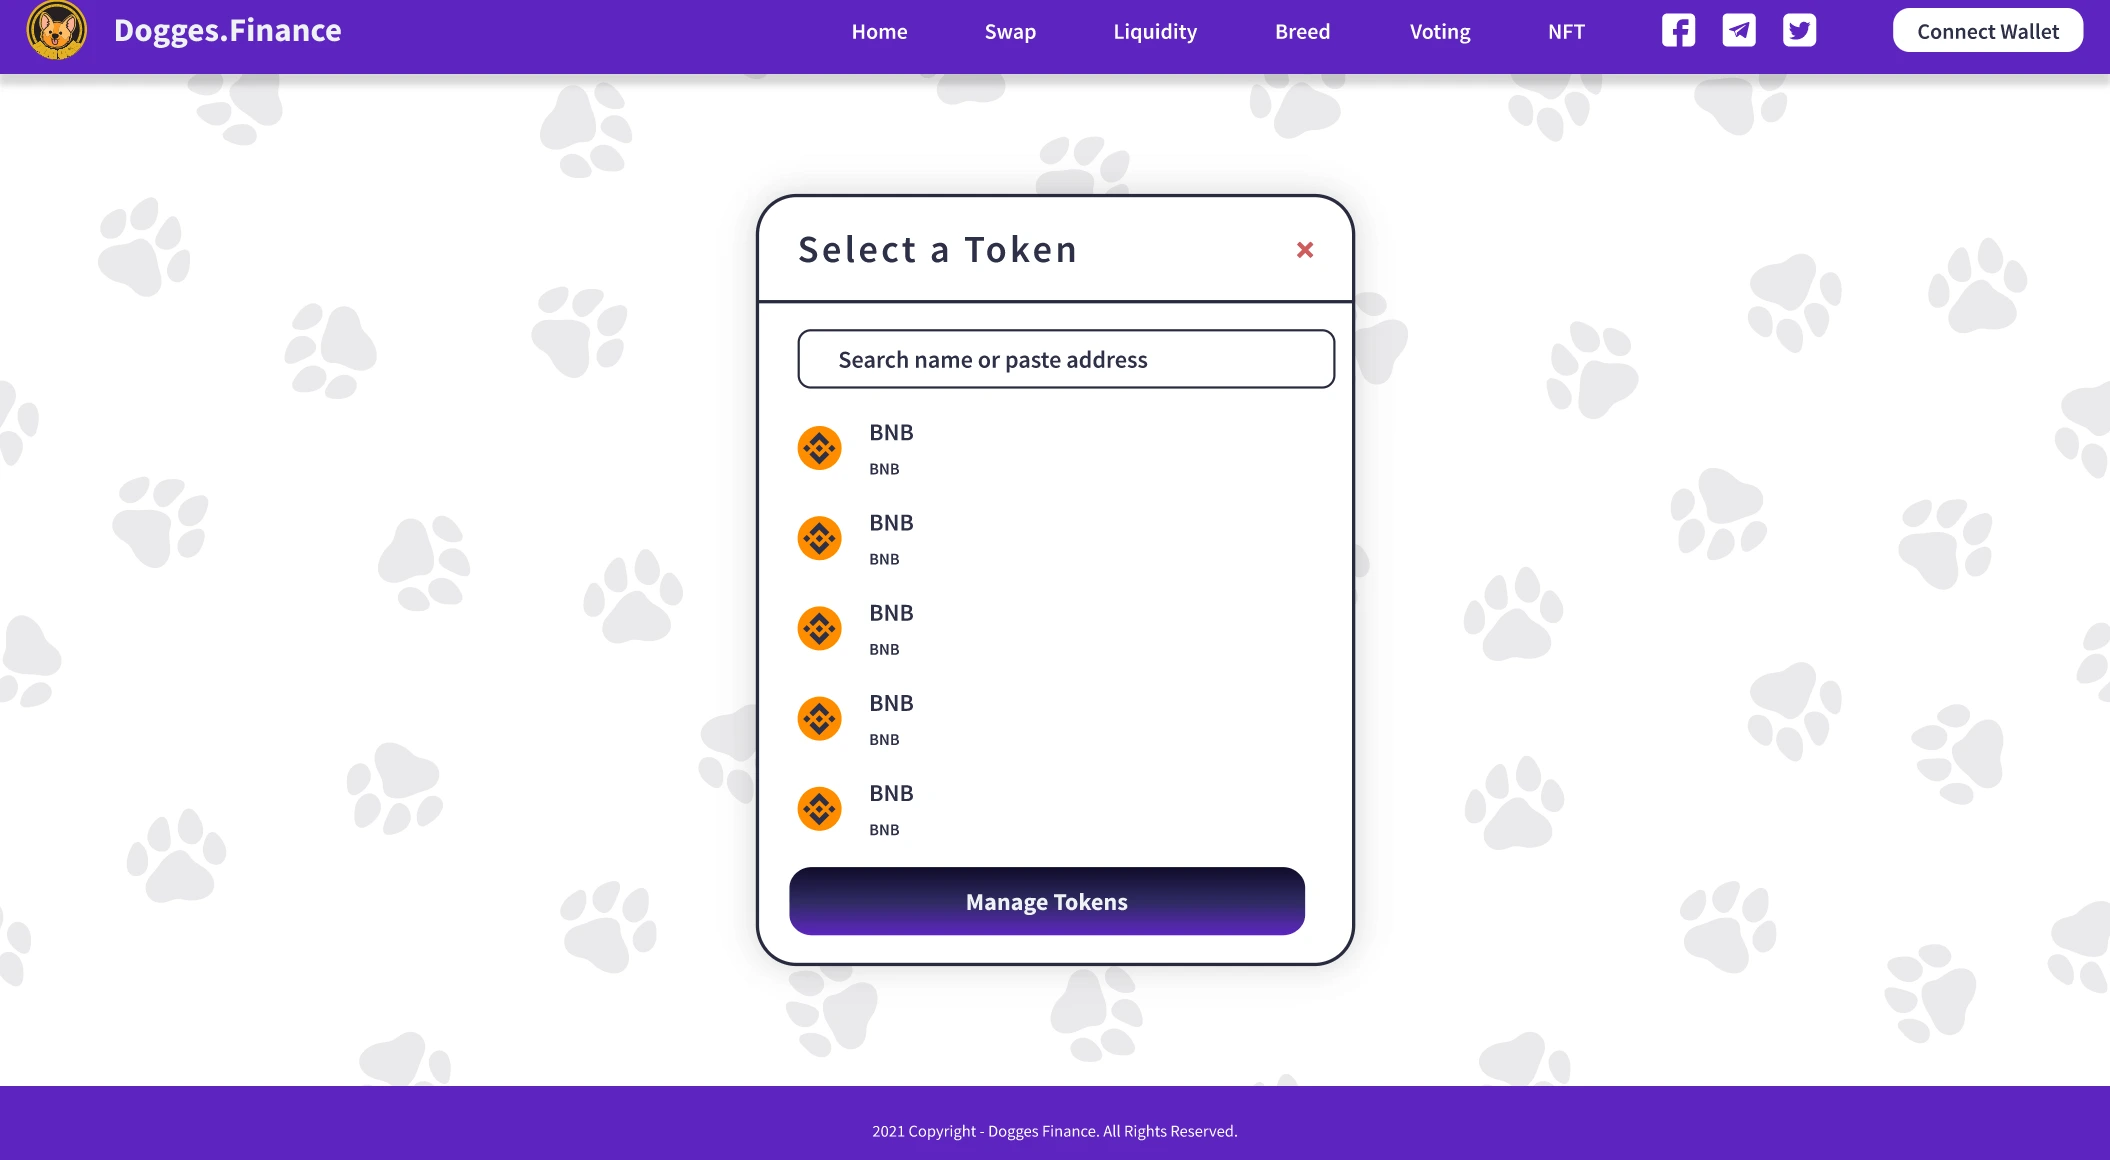 Dogges.Finance
Home
Swap
Liquidity
Breed
Voting
NFT
Connect Wallet
Select a Token
Search name or paste address
BNB
BNB
BNB
BNB
BNB
BNB
BNB
BNB
BNB
BNB
Manage Tokens
2021 Copyright - Dogges Finance. All Rights Reserved.